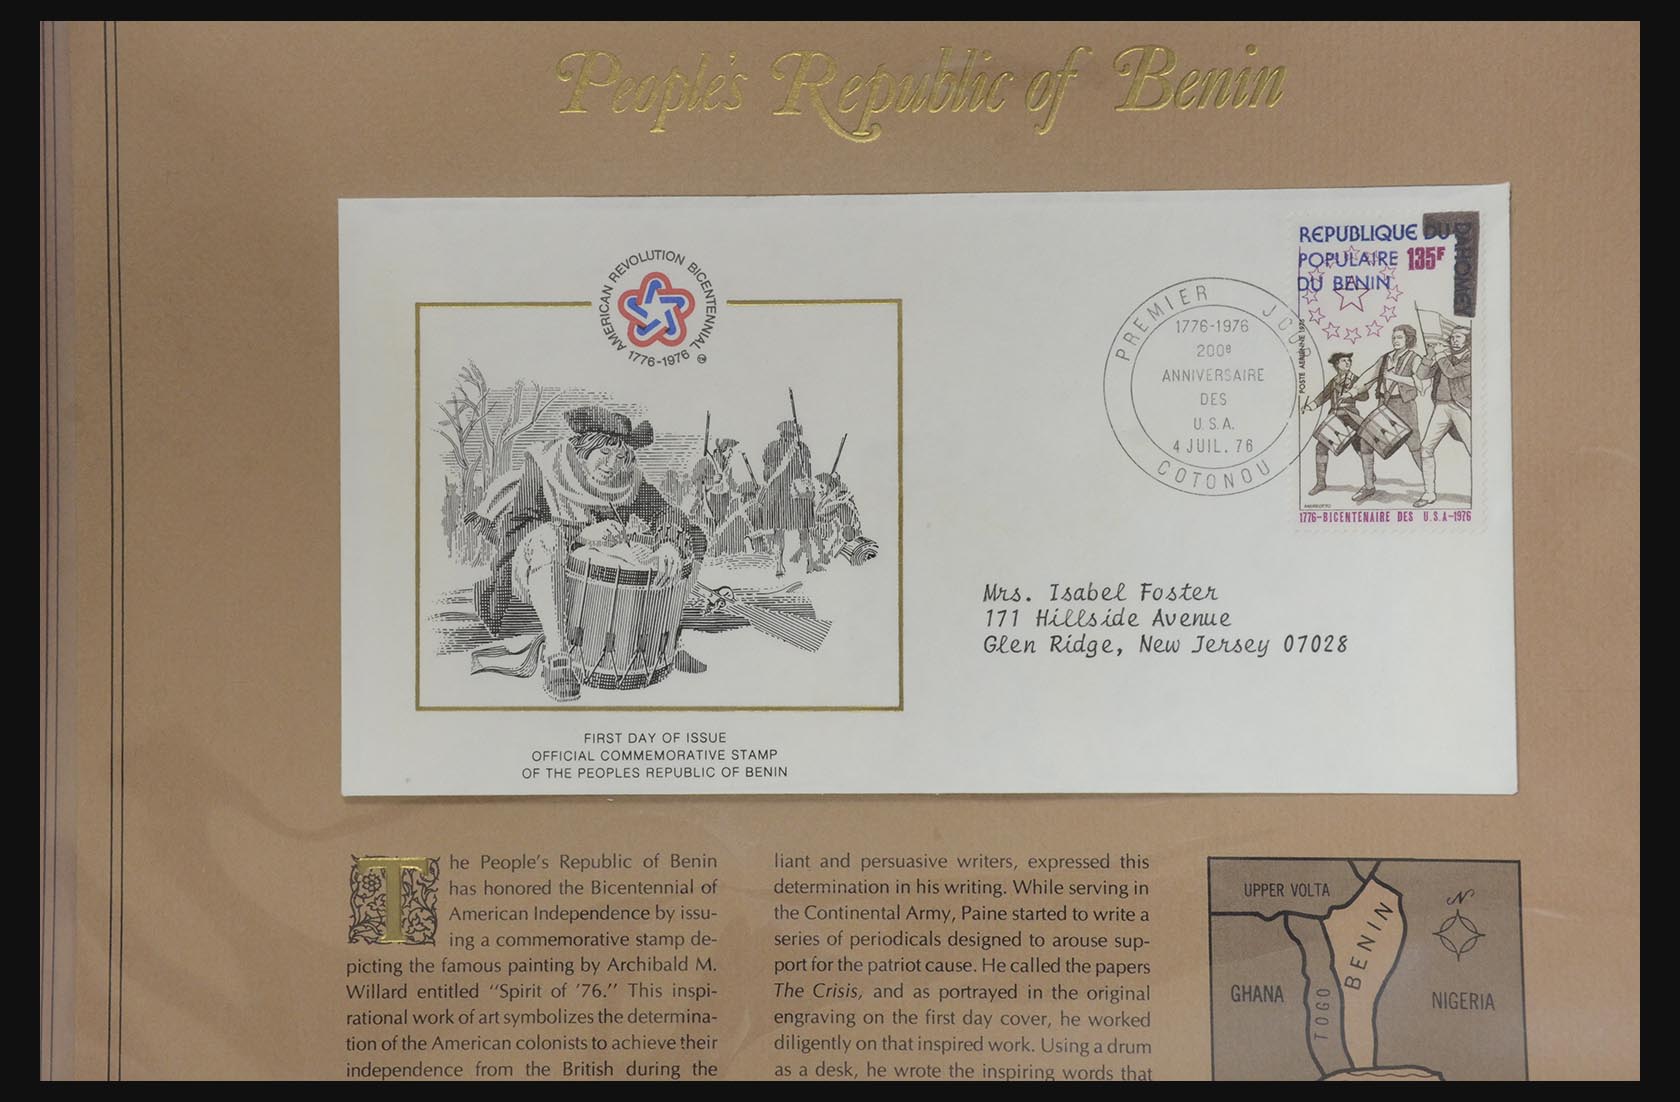 People's Republic of Benin
AMERICAN REVOLUTION BICENTENNIAL
1776-1976
FIRST DAY OF ISSUE
OFFICIAL COMMEMORATIVE STAMP
OF THE PEOPLES REPUBLIC OF BENIN
PREMIER
1776-1976
200e
ANNIVERSAIRE
DES
U.S.A.
4 JUIL. 76
COTONOU
REPUBLIQUE DU
DAHOMEY
POPULAIRE
135F
DU BENIN
POSTE AERIENNE 1975
1776-BICENTENAIRE DES U.S.A-1976
Mrs. Isabel Foster
171 Hillside Avenue
Glen Ridge, New Jersey 07028
The People's Republic of Benin
has honored the Bicentennial of
American Independence by issu-
ing a commemorative stamp de-
picting the famous painting by Archibald M.
Willard entitled "Spirit of '76." This inspi-
rational work of art symbolizes the determina-
tion of the American colonists to achieve their
independence from the British during the
liant and persuasive writers, expressed this
determination in his writing. While serving in
the Continental Army, Paine started to write a
series of periodicals designed to arouse sup-
port for the patriot cause. He called the papers
The Crisis, and as portrayed in the original
engraving on the first day cover, he worked
diligently on that inspired work. Using a drum
as a desk, he wrote the inspiring words that
UPPER VOLTA
N
BENIN
GHANA
TOGO
NIGERIA